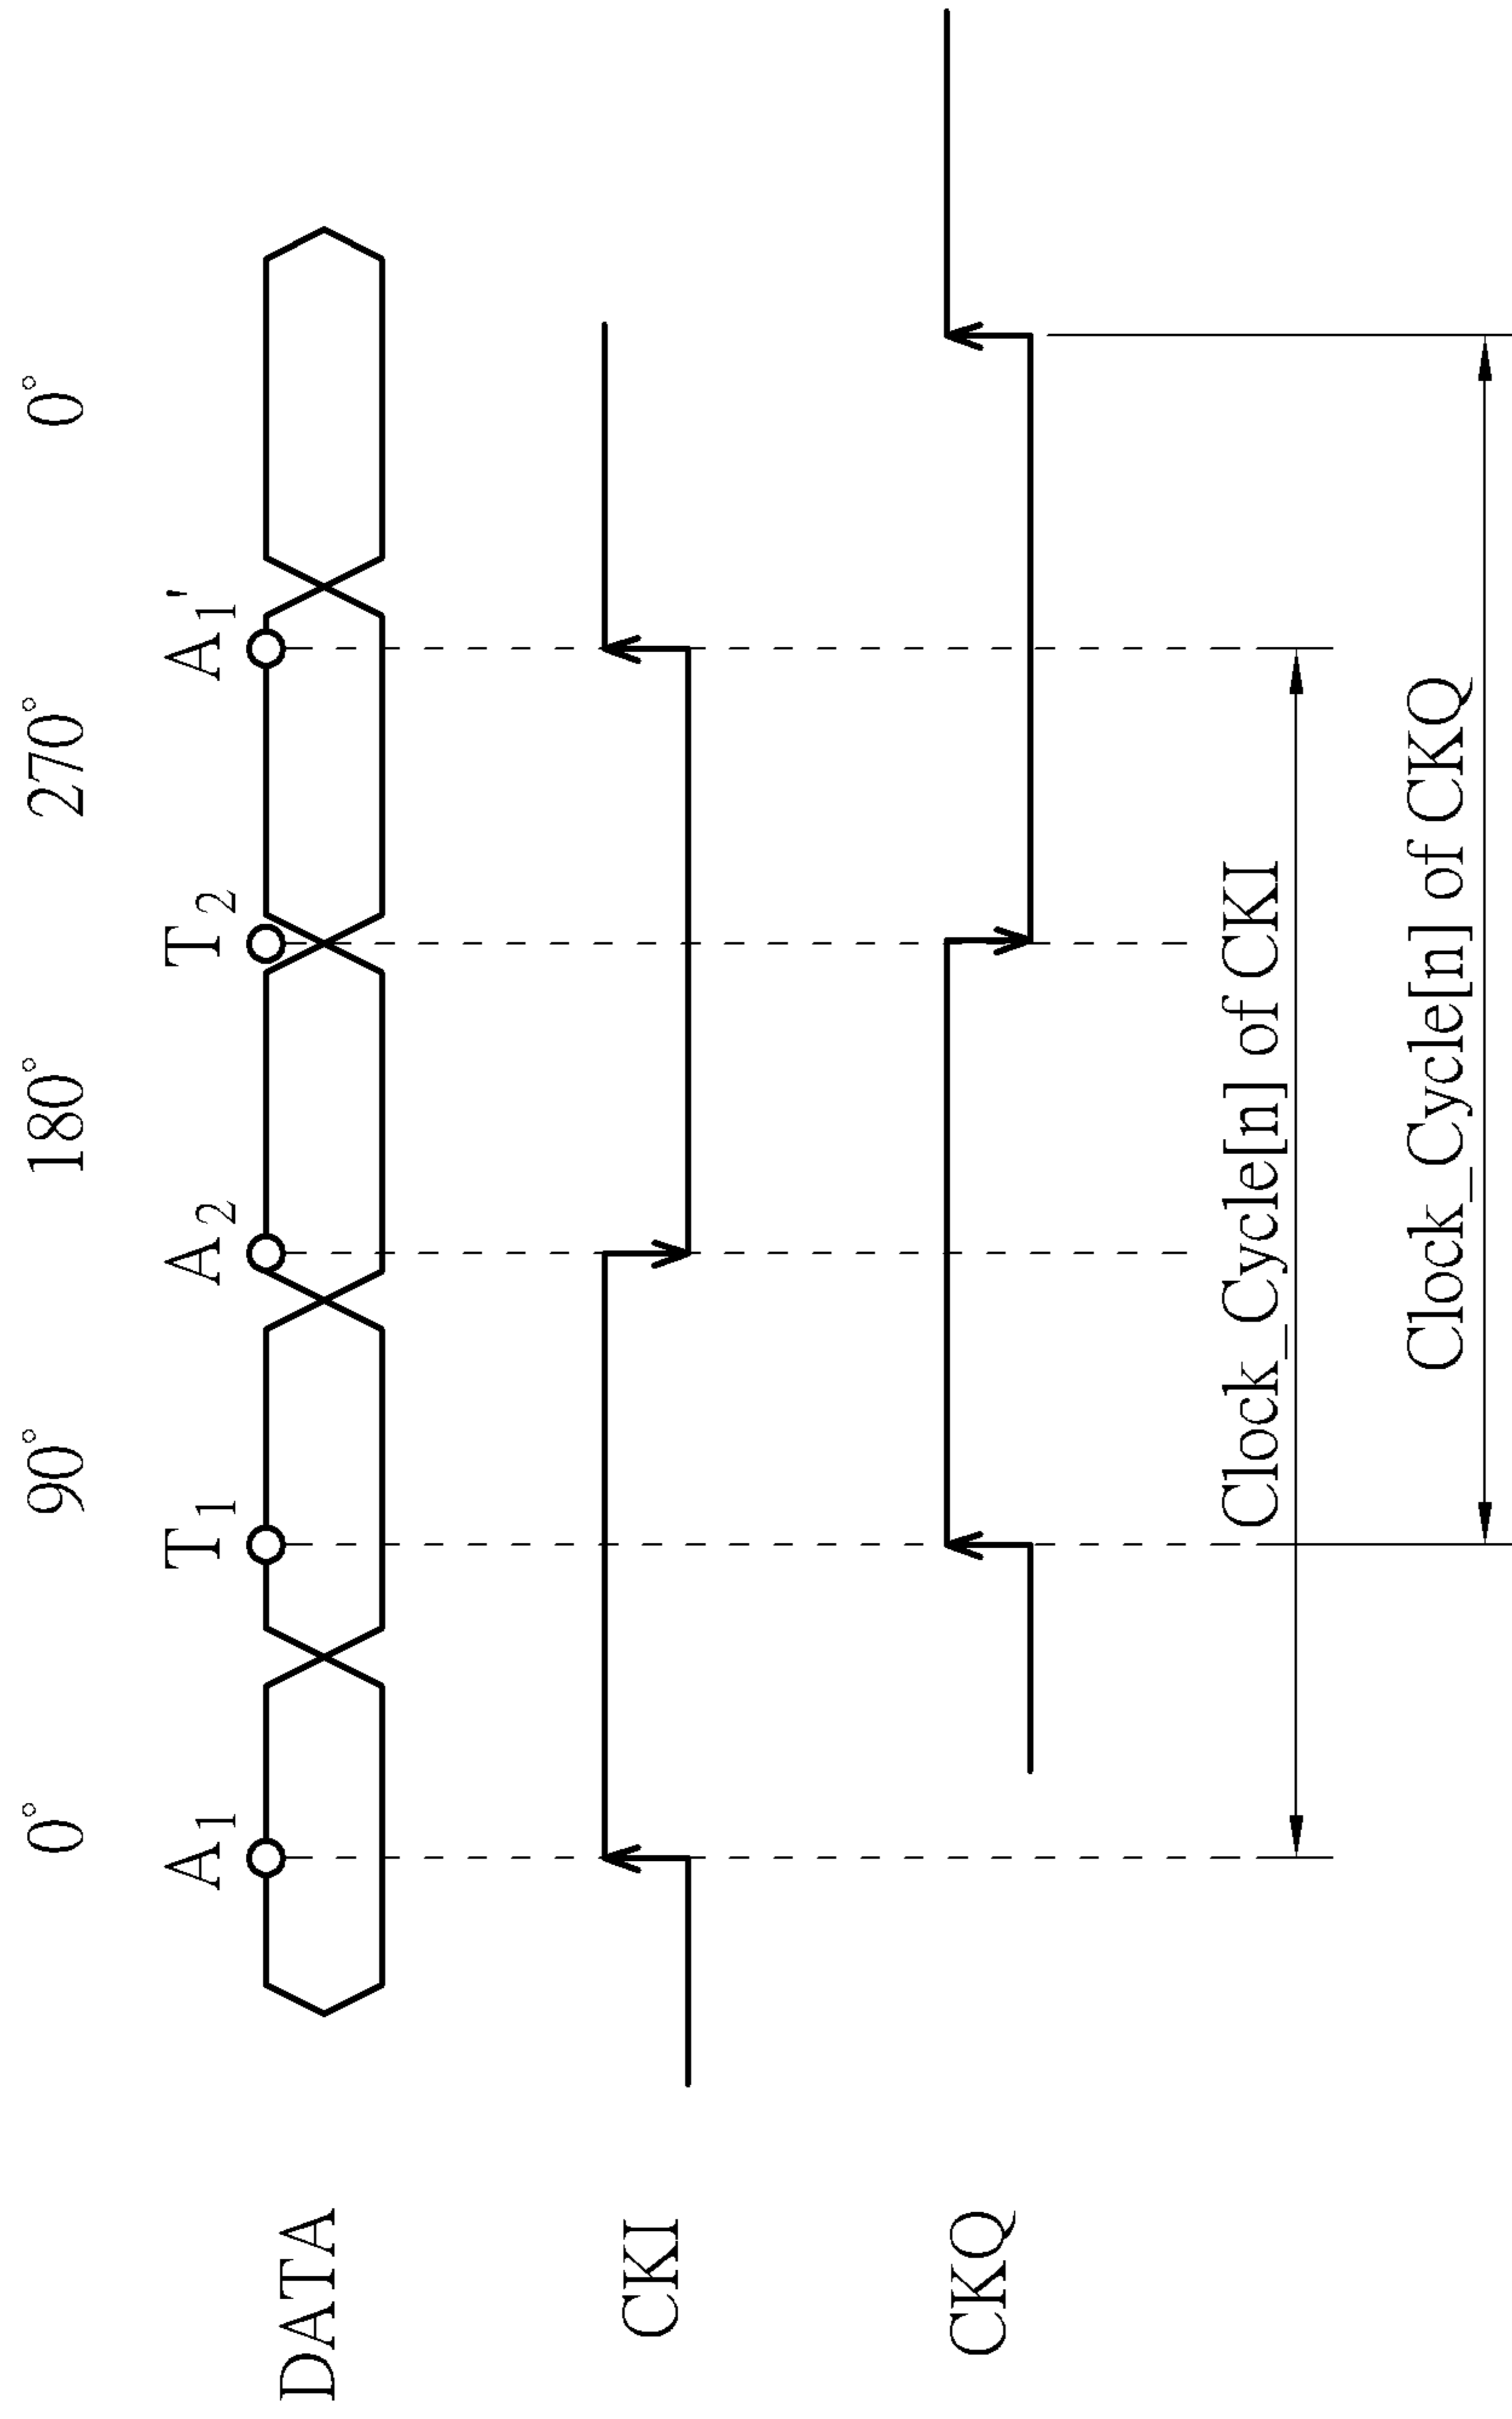 0° 90° 180° 270° 0°
A1 T1 A2 T2 A1'
DATA
CKI
CKQ
Clock_Cycle[n] of CKI
Clock_Cycle[n] of CKQ